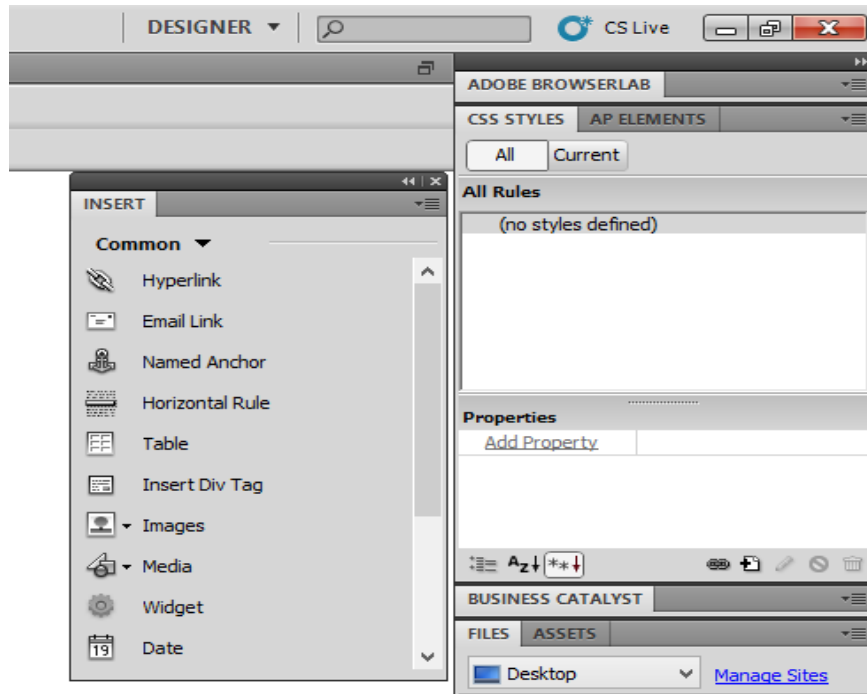 DESIGNER
CS Live
ADOBE BROWSERLAB
CSS STYLES AP ELEMENTS
All Current
All Rules
(no styles defined)
Properties
Add Property
BUSINESS CATALYST
FILES ASSETS
Desktop Manage Sites
INSERT
Common
Hyperlink
Email Link
Named Anchor
Horizontal Rule
Table
Insert Div Tag
Images
Media
Widget
19 Date